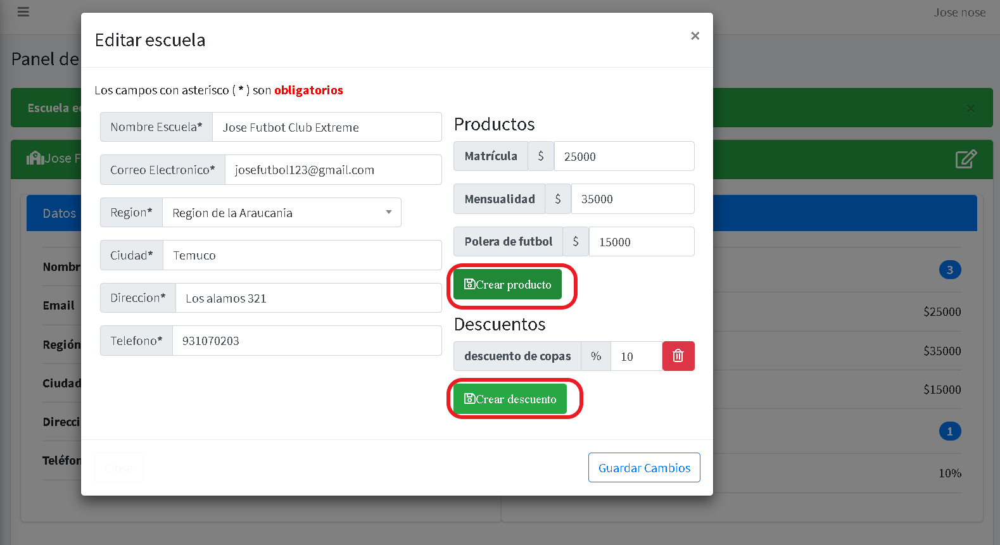 Jose nose
Editar escuela
×
Panel de
Los campos con asterisco ( * ) son obligatorios
Escuela
×
Nombre Escuela* Jose Futbot Club Extreme
Correo Electronico* josefutbol123@gmail.com
Region* Region de la Araucania
Ciudad* Temuco
Direccion* Los alamos 321
Telefono* 931070203
Productos
Matrícula $ 25000
Mensualidad $ 35000
Polera de futbol $ 15000
Crear producto
Descuentos
descuento de copas % 10
Crear descuento
Close
Guardar Cambios
Jose F
Datos
Nombr
Email
Región
Ciudad
Direcci
Teléfon
3
$25000
$35000
$15000
1
10%